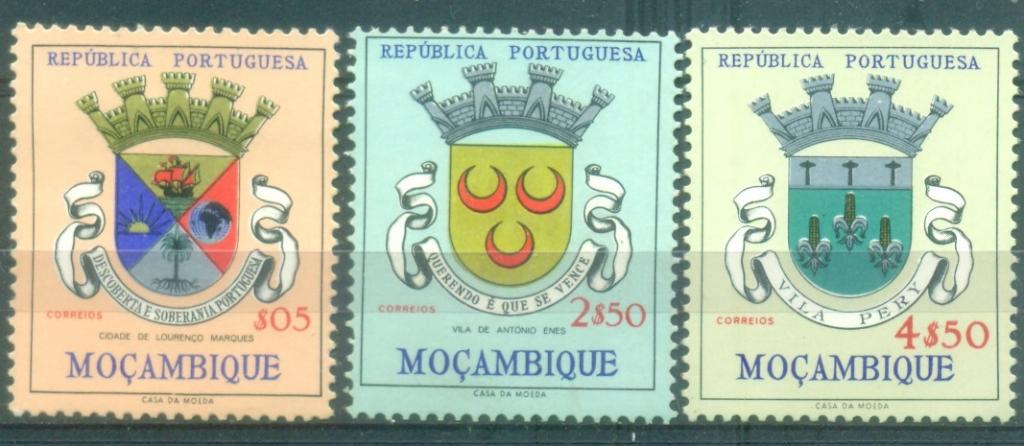 REPÚBLICA PORTUGUESA
DESCOBERTA E SOBERANIA PORTUGUESA
CORREIOS
$05
CIDADE DE LOURENÇO MARQUES
MOÇAMBIQUE
CASA DA MOEDA
REPÚBLICA PORTUGUESA
QUERENDO É QUE SE VENCE
CORREIOS
2$50
VILA DE ANTÓNIO ENES
MOÇAMBIQUE
CASA DA MOEDA
REPÚBLICA PORTUGUESA
VILA PERY
CORREIOS
4$50
MOÇAMBIQUE
CASA DA MOEDA